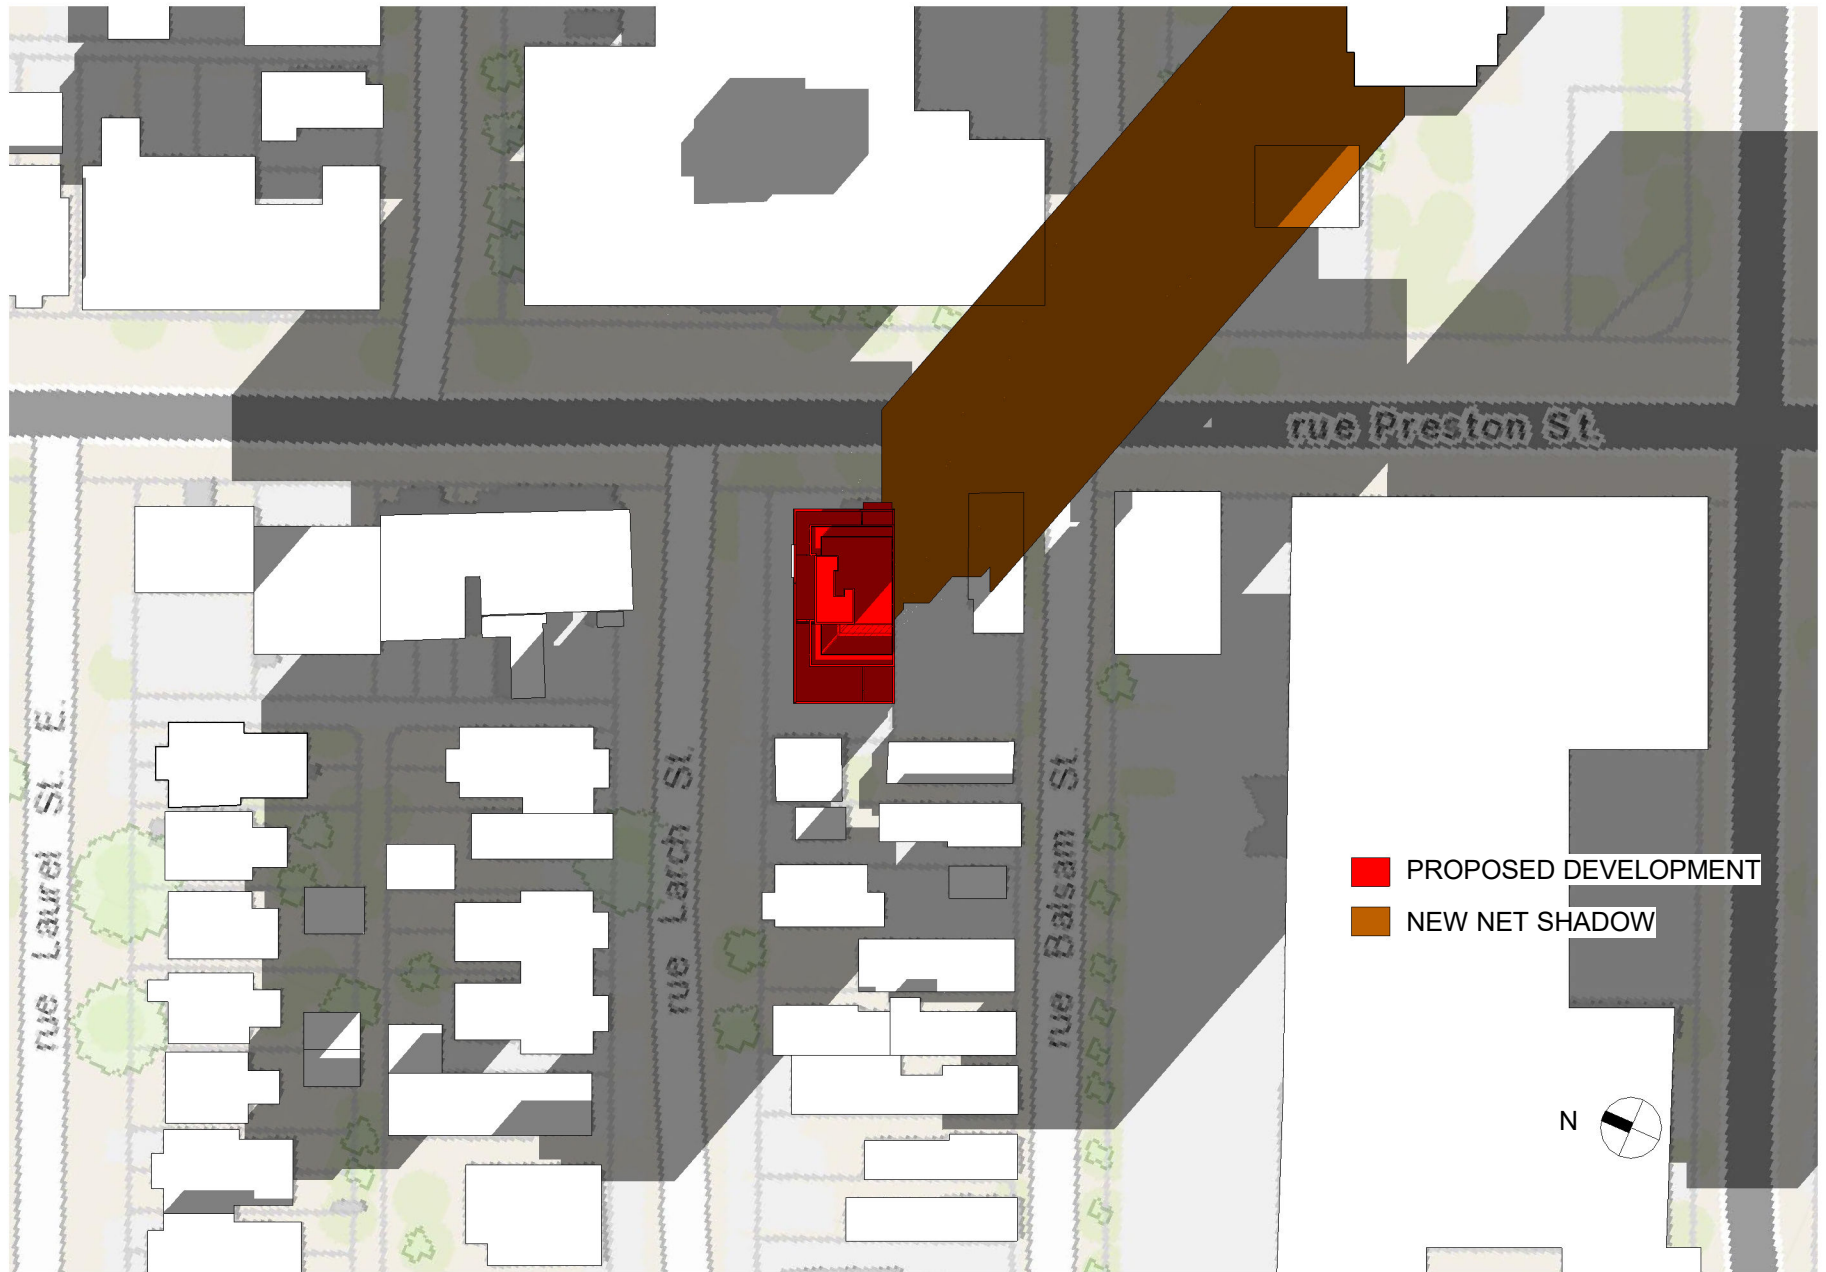 rue Preston St.
rue Laurel St. E.
rue Larch St.
rue Balsam St.
PROPOSED DEVELOPMENT
NEW NET SHADOW
N